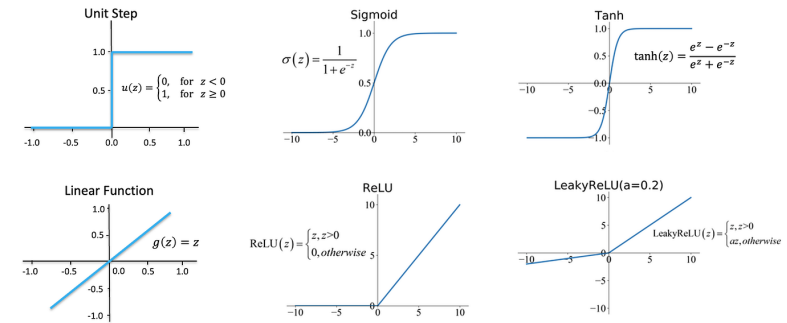 Unit Step
1.0
0.5
u(z) = {0, for z < 0
1, for z ≥ 0
-1.0 -0.5 0.0 0.5 1.0
Sigmoid
1.0
0.5
0.0
σ(z) = 1 / 1+e^-z
−10 −5 0 5 10
Tanh
1.0
0.5
−0.5
−1.0
tanh(z) = e^z − e^-z / e^z + e^-z
−10 −5 0 5 10
Linear Function
1.0
0.5
g(z) = z
-1.0 -0.5 0.0 0.5 1.0
-0.5
-1.0
ReLU
10
5
0
ReLU(z) = {z, z>0
0, otherwise
−10 −5 0 5 10
LeakyReLU(a=0.2)
10
5
0
LeakyReLU(z) = {z, z>0
az, otherwise
−10 −5 0 5 10
−5
−10